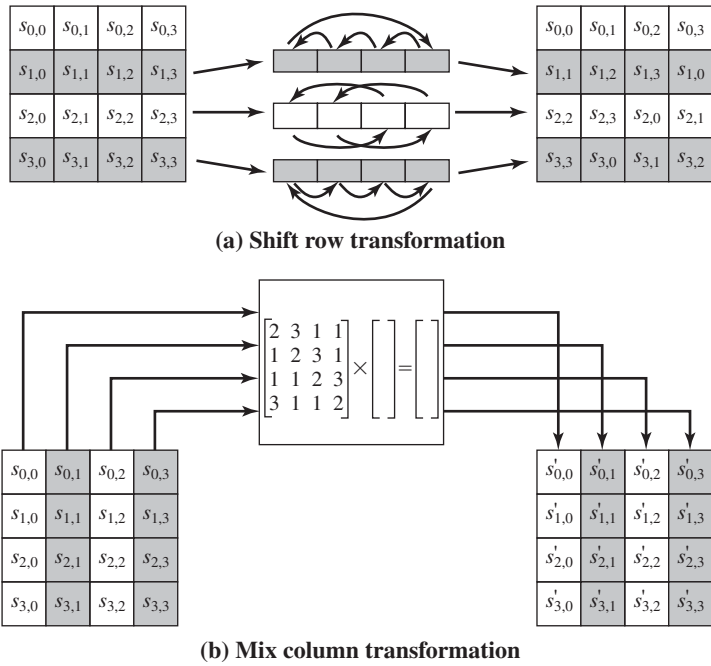 s0,0 s0,1 s0,2 s0,3 s0,0 s0,1 s0,2 s0,3
s1,0 s1,1 s1,2 s1,3 s1,1 s1,2 s1,3 s1,0
s2,0 s2,1 s2,2 s2,3 s2,2 s2,3 s2,0 s2,1
s3,0 s3,1 s3,2 s3,3 s3,3 s3,0 s3,1 s3,2
(a) Shift row transformation
2 3 1 1
1 2 3 1
× =
1 1 2 3
3 1 1 2
s0,0 s0,1 s0,2 s0,3 s'0,0 s'0,1 s'0,2 s'0,3
s1,0 s1,1 s1,2 s1,3 s'1,0 s'1,1 s'1,2 s'1,3
s2,0 s2,1 s2,2 s2,3 s'2,0 s'2,1 s'2,2 s'2,3
s3,0 s3,1 s3,2 s3,3 s'3,0 s'3,1 s'3,2 s'3,3
(b) Mix column transformation